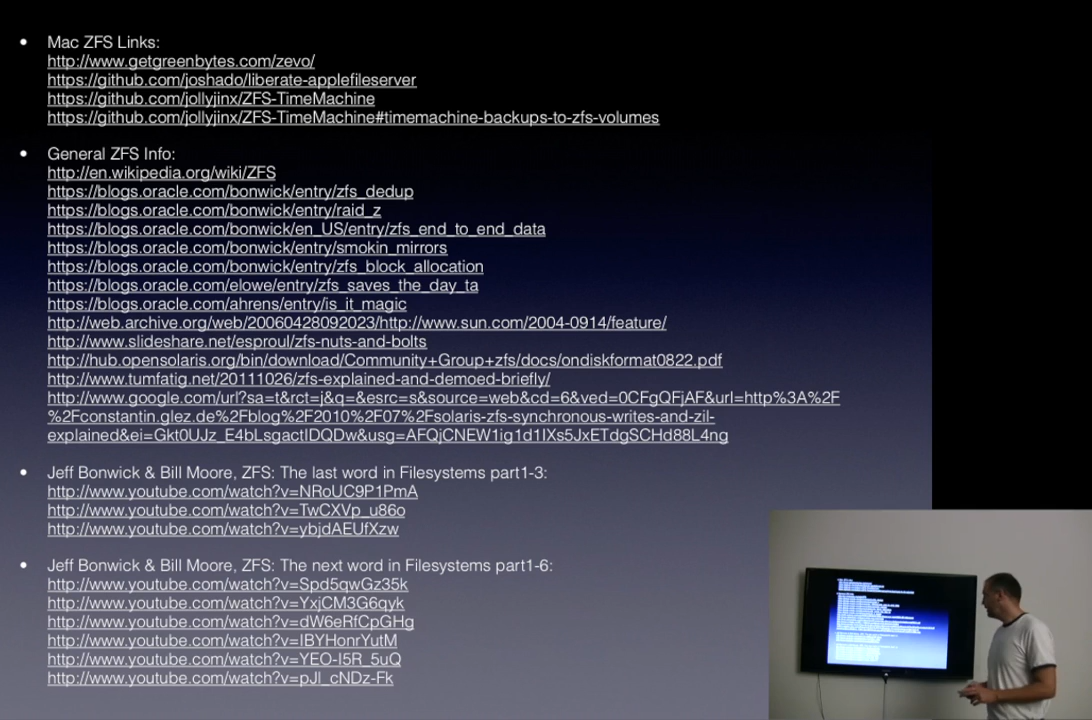 • Mac ZFS Links:
http://www.getgreenbytes.com/zevo/
https://github.com/joshado/liberate-applefileserver
https://github.com/jollyjinx/ZFS-TimeMachine
https://github.com/jollyjinx/ZFS-TimeMachine#timemachine-backups-to-zfs-volumes
• General ZFS Info:
http://en.wikipedia.org/wiki/ZFS
https://blogs.oracle.com/bonwick/entry/zfs_dedup
https://blogs.oracle.com/bonwick/entry/raid_z
https://blogs.oracle.com/bonwick/en_US/entry/zfs_end_to_end_data
https://blogs.oracle.com/bonwick/entry/smokin_mirrors
https://blogs.oracle.com/bonwick/entry/zfs_block_allocation
https://blogs.oracle.com/elowe/entry/zfs_saves_the_day_ta
https://blogs.oracle.com/ahrens/entry/is_it_magic
http://web.archive.org/web/20060428092023/http://www.sun.com/2004-0914/feature/
http://www.slideshare.net/esproul/zfs-nuts-and-bolts
http://hub.opensolaris.org/bin/download/Community+Group+zfs/docs/ondiskformat0822.pdf
http://www.tumfatig.net/20111026/zfs-explained-and-demoed-briefly/
http://www.google.com/url?sa=t&rct=j&q=&esrc=s&source=web&cd=6&ved=0CFgQFjAF&url=http%3A%2F
%2Fconstantin.glez.de%2Fblog%2F2010%2F07%2Fsolaris-zfs-synchronous-writes-and-zil-
explained&ei=Gkt0UJz_E4bLsgactIDQDw&usg=AFQjCNEW1ig1d1IXs5JxETdgSCHd88L4ng
• Jeff Bonwick & Bill Moore, ZFS: The last word in Filesystems part1-3:
http://www.youtube.com/watch?v=NRoUC9P1PmA
http://www.youtube.com/watch?v=TwCXVp_u86o
http://www.youtube.com/watch?v=ybjdAEUfXzw
• Jeff Bonwick & Bill Moore, ZFS: The next word in Filesystems part1-6:
http://www.youtube.com/watch?v=Spd5qwGz35k
http://www.youtube.com/watch?v=YxjCM3G6qyk
http://www.youtube.com/watch?v=dW6eRfCpGHg
http://www.youtube.com/watch?v=IBYHonrYutM
http://www.youtube.com/watch?v=YEO-I5R_5uQ
http://www.youtube.com/watch?v=pJl_cNDz-Fk